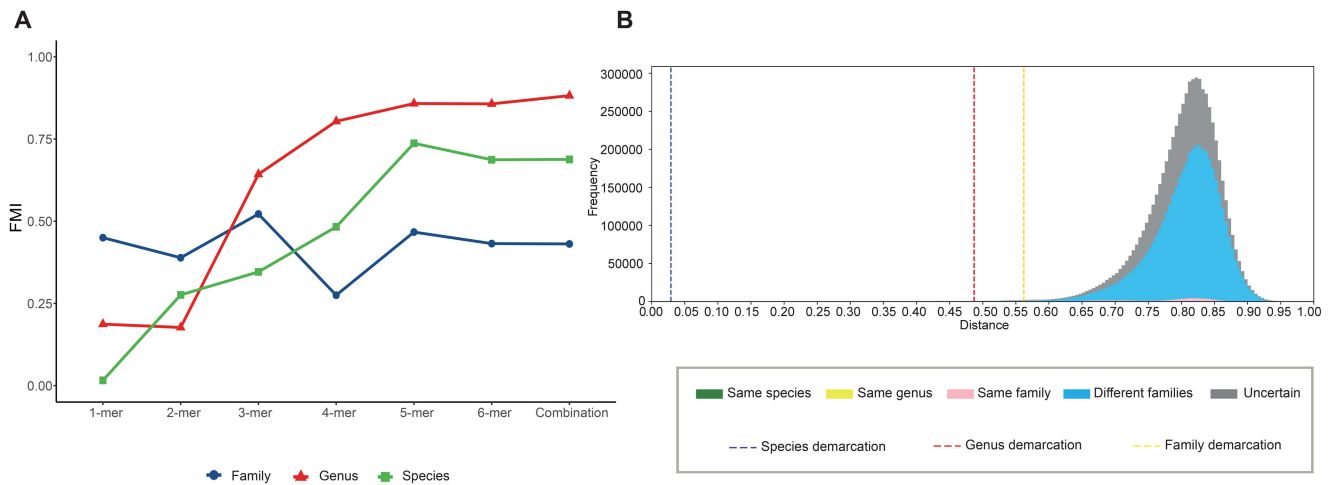 A
1.00
0.75
0.50
0.25
0.00
FMI
1-mer 2-mer 3-mer 4-mer 5-mer 6-mer Combination
Family Genus Species
B
300000
250000
200000
150000
100000
50000
0
Frequency
0.00 0.05 0.10 0.15 0.20 0.25 0.30 0.35 0.40 0.45 0.50 0.55 0.60 0.65 0.70 0.75 0.80 0.85 0.90 0.95 1.00
Distance
Same species Same genus Same family Different families Uncertain
Species demarcation Genus demarcation Family demarcation